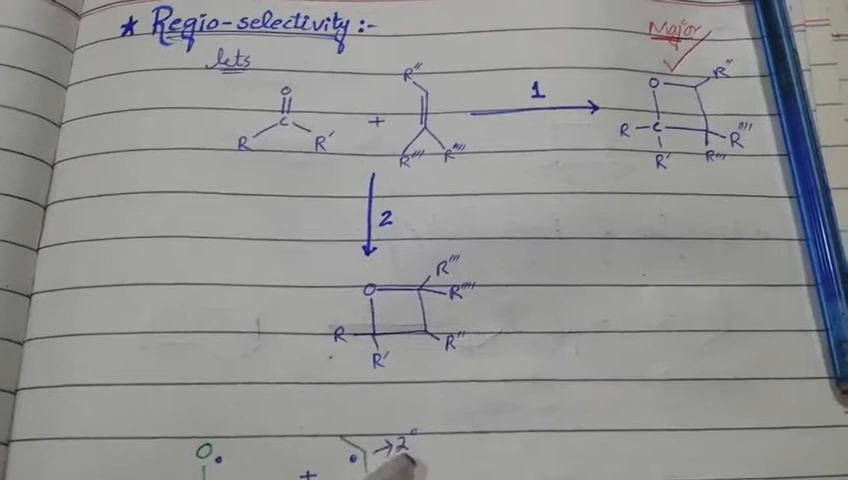 * Regio-selectivity :-
lets
Major
O
C
R R'
+
R''
R''' R''''
1
O R''
R C R''''
R' R'''
2
O R'''
R''''
R R''
R'
O
+
→2°